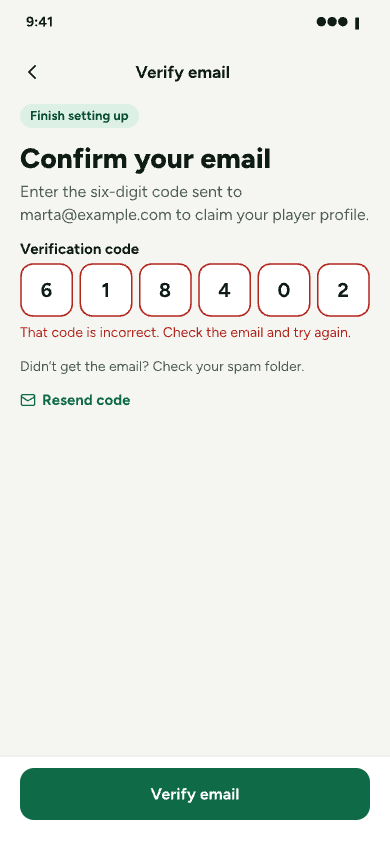 9:41
Verify email
Finish setting up
Confirm your email
Enter the six-digit code sent to
marta@example.com to claim your player profile.
Verification code
6 1 8 4 0 2
That code is incorrect. Check the email and try again.
Didn't get the email? Check your spam folder.
Resend code
Verify email